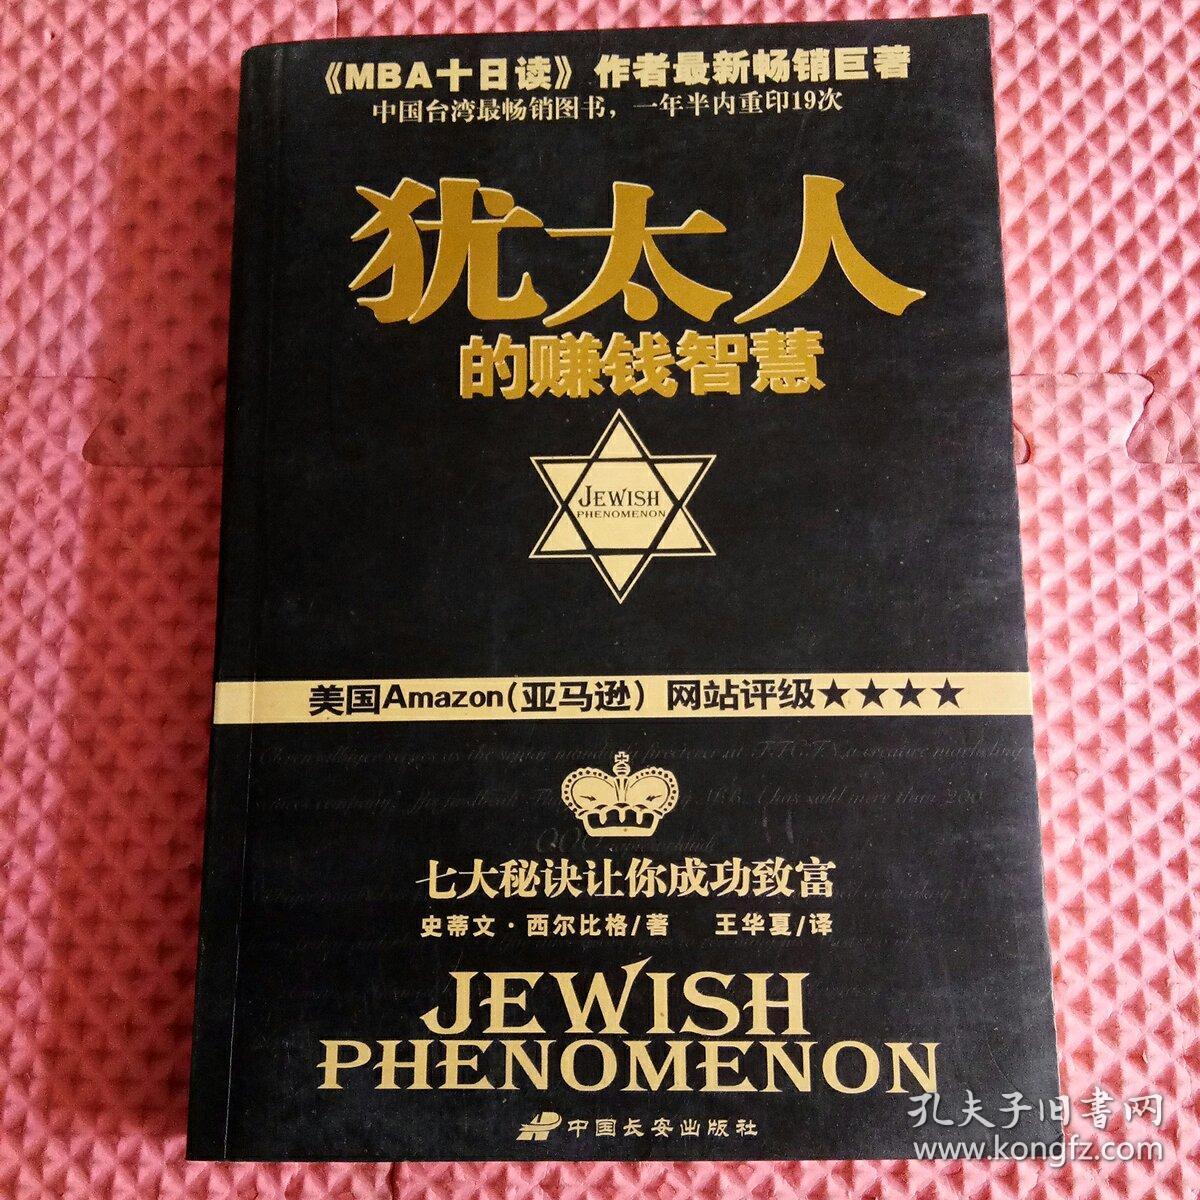 《MBA十日读》作者最新畅销巨著
中国台湾最畅销图书，一年半内重印19次
犹太人
的赚钱智慧
JEWISH
PHENOMENON
美国Amazon(亚马逊) 网站评级★★★★
七大秘诀让你成功致富
史蒂文·西尔比格/著 王华夏/译
JEWISH
PHENOMENON
中国长安出版社
孔夫子旧书网
www.kongfz.com